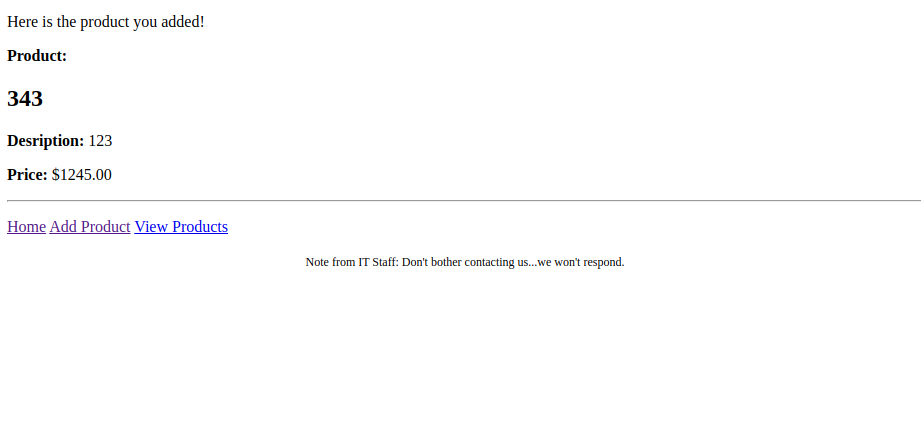 Here is the product you added!
Product:
343
Desription: 123
Price: $1245.00
Home Add Product View Products
Note from IT Staff: Don't bother contacting us...we won't respond.